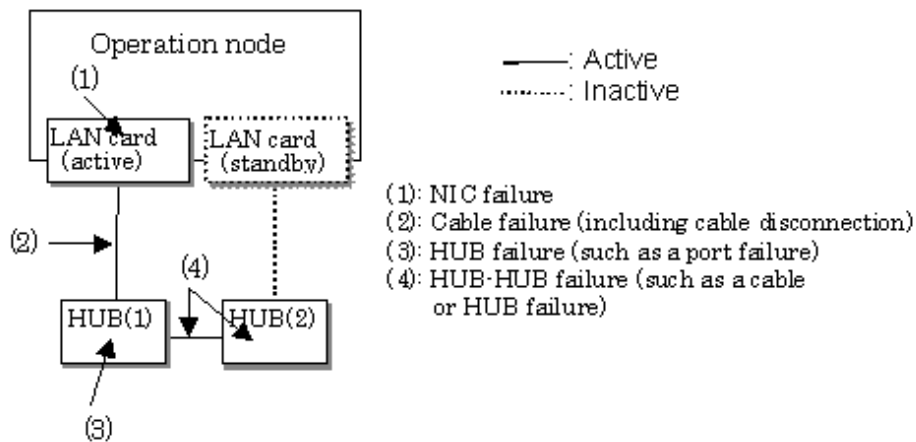 Operation node
(1)
LAN card
(active)
LAN card
(standby)
(2)
(4)
HUB(1)
HUB(2)
(3)
: Active
: Inactive
(1): NIC failure
(2): Cable failure (including cable disconnection)
(3): HUB failure (such as a port failure)
(4): HUB-HUB failure (such as a cable
or HUB failure)